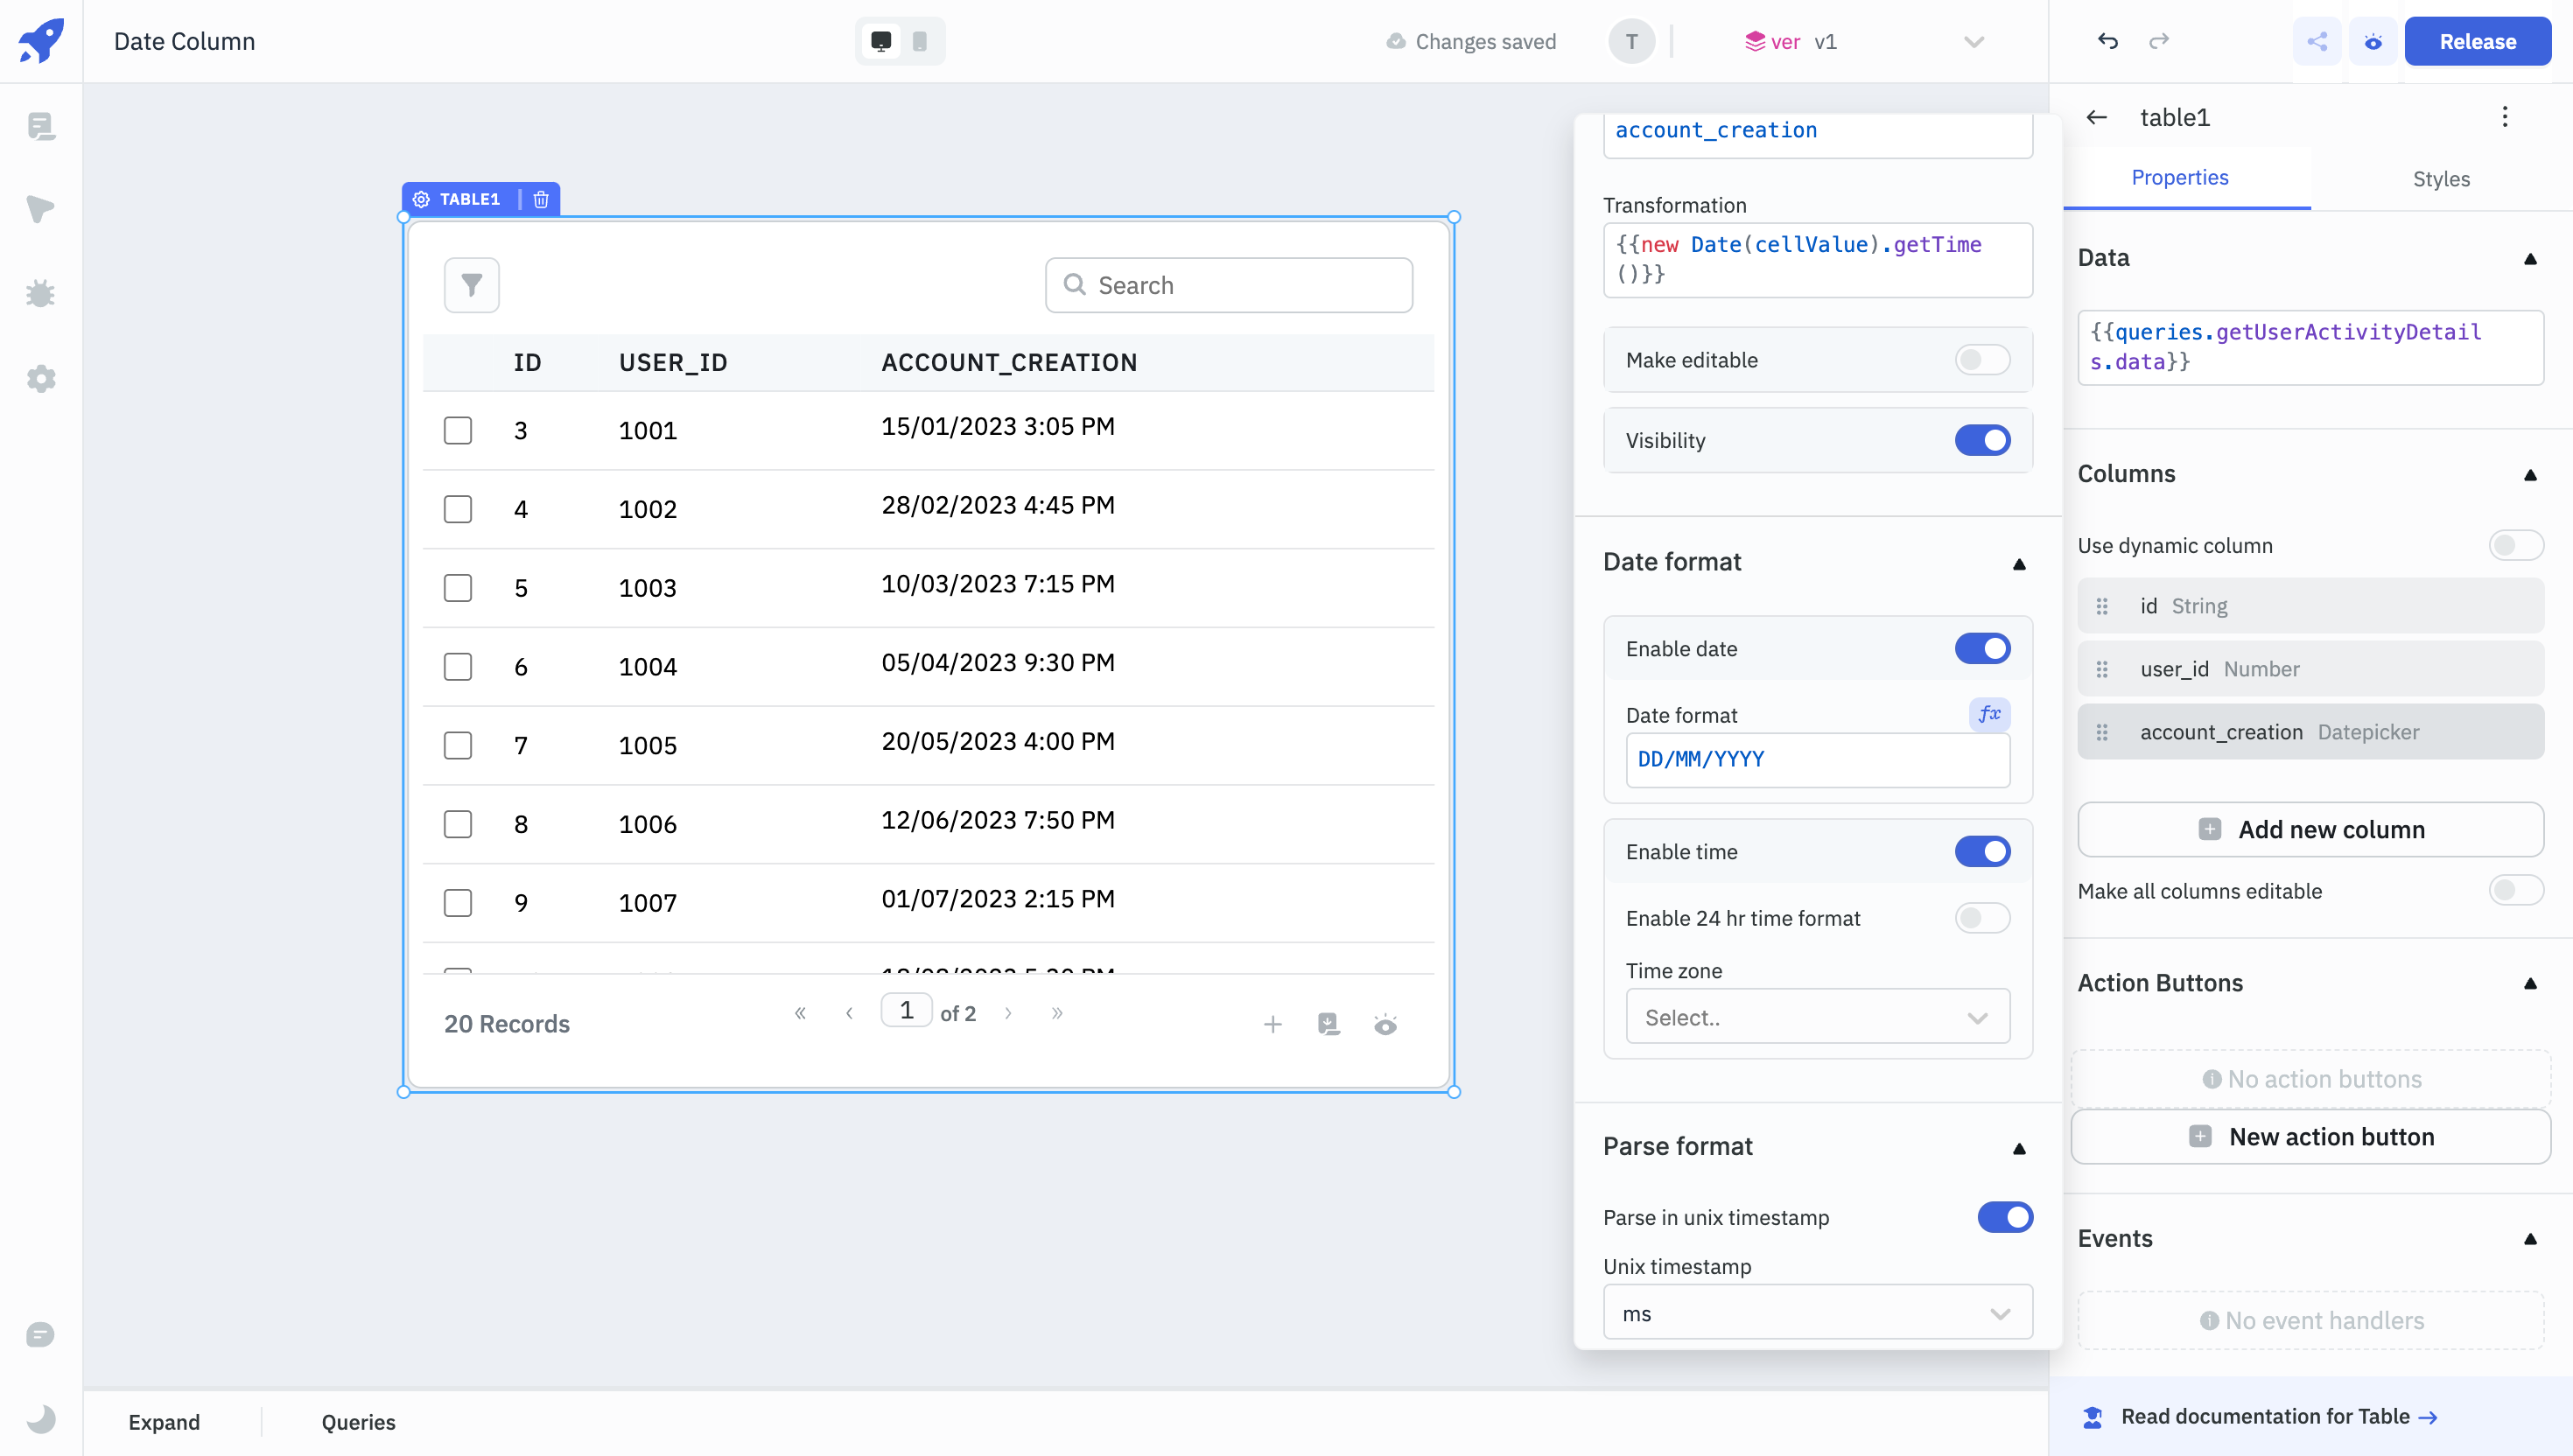 Date Column
Changes saved
T
ver v1
Release
TABLE1
Search
ID USER_ID ACCOUNT_CREATION
3 1001 15/01/2023 3:05 PM
4 1002 28/02/2023 4:45 PM
5 1003 10/03/2023 7:15 PM
6 1004 05/04/2023 9:30 PM
7 1005 20/05/2023 4:00 PM
8 1006 12/06/2023 7:50 PM
9 1007 01/07/2023 2:15 PM
20 Records
« ‹ 1 of 2 › »
account_creation
Transformation
{{new Date(cellValue).getTime
()}}
Make editable
Visibility
Date format
Enable date
Date format
fx
DD/MM/YYYY
Enable time
Enable 24 hr time format
Time zone
Select..
Parse format
Parse in unix timestamp
Unix timestamp
ms
table1
Properties
Styles
Data
{{queries.getUserActivityDetail
s.data}}
Columns
Use dynamic column
id String
user_id Number
account_creation Datepicker
Add new column
Make all columns editable
Action Buttons
No action buttons
New action button
Events
No event handlers
Read documentation for Table →
Expand
Queries